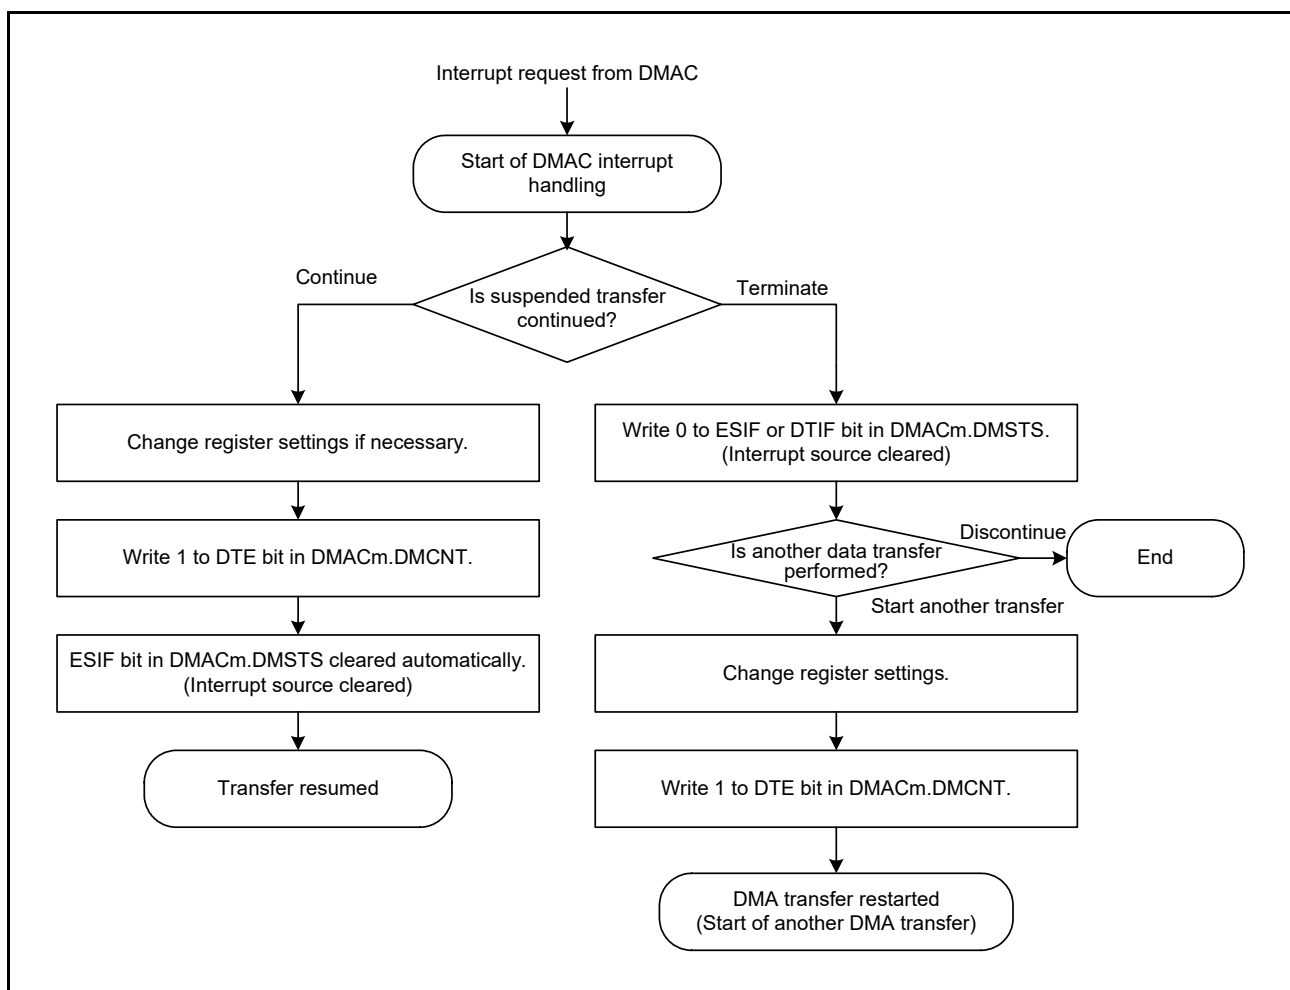 Interrupt request from DMAC
Start of DMAC interrupt
handling
Continue
Is suspended transfer
continued?
Terminate
Change register settings if necessary.
Write 1 to DTE bit in DMACm.DMCNT.
ESIF bit in DMACm.DMSTS cleared automatically.
(Interrupt source cleared)
Transfer resumed
Write 0 to ESIF or DTIF bit in DMACm.DMSTS.
(Interrupt source cleared)
Is another data transfer
performed?
Discontinue
End
Start another transfer
Change register settings.
Write 1 to DTE bit in DMACm.DMCNT.
DMA transfer restarted
(Start of another DMA transfer)